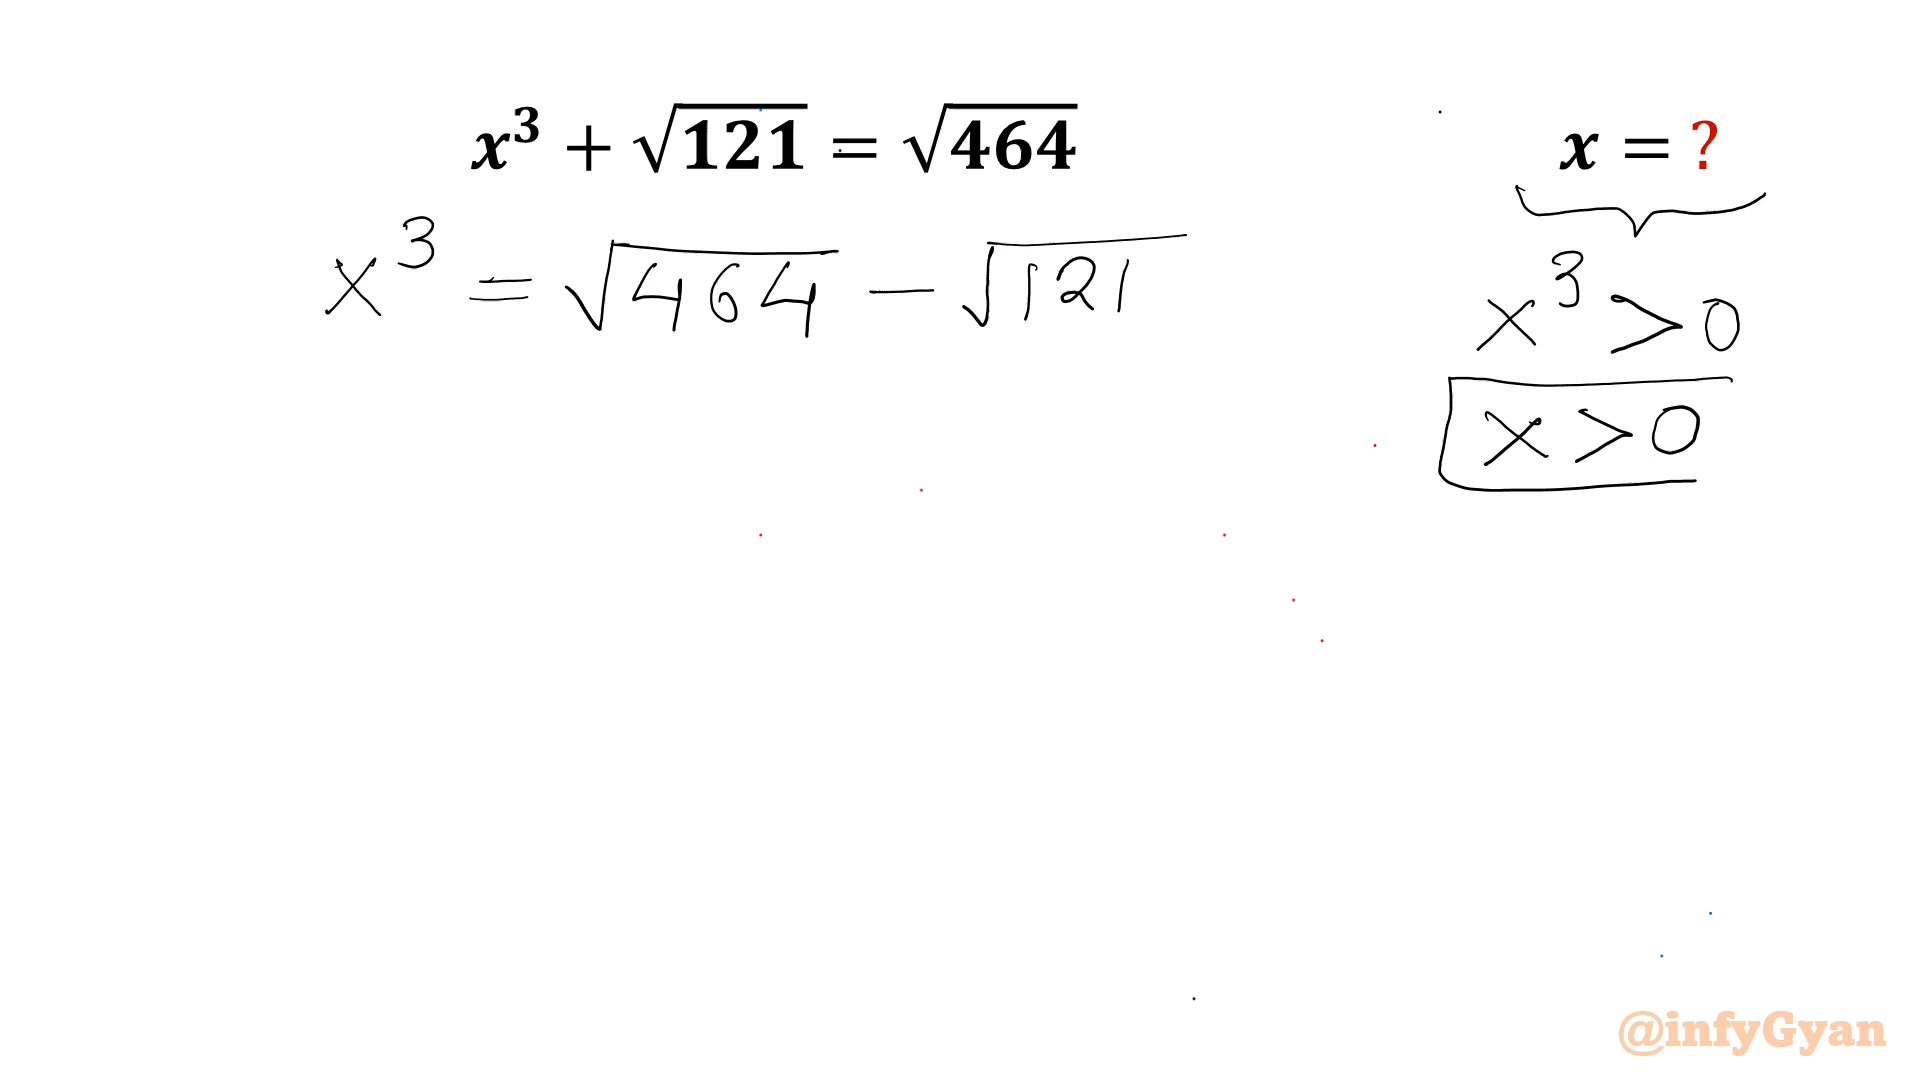 x³ + √121 = √464
x = ?
x³ = √464 − √121
x³ > 0
x > 0
@infyGyan